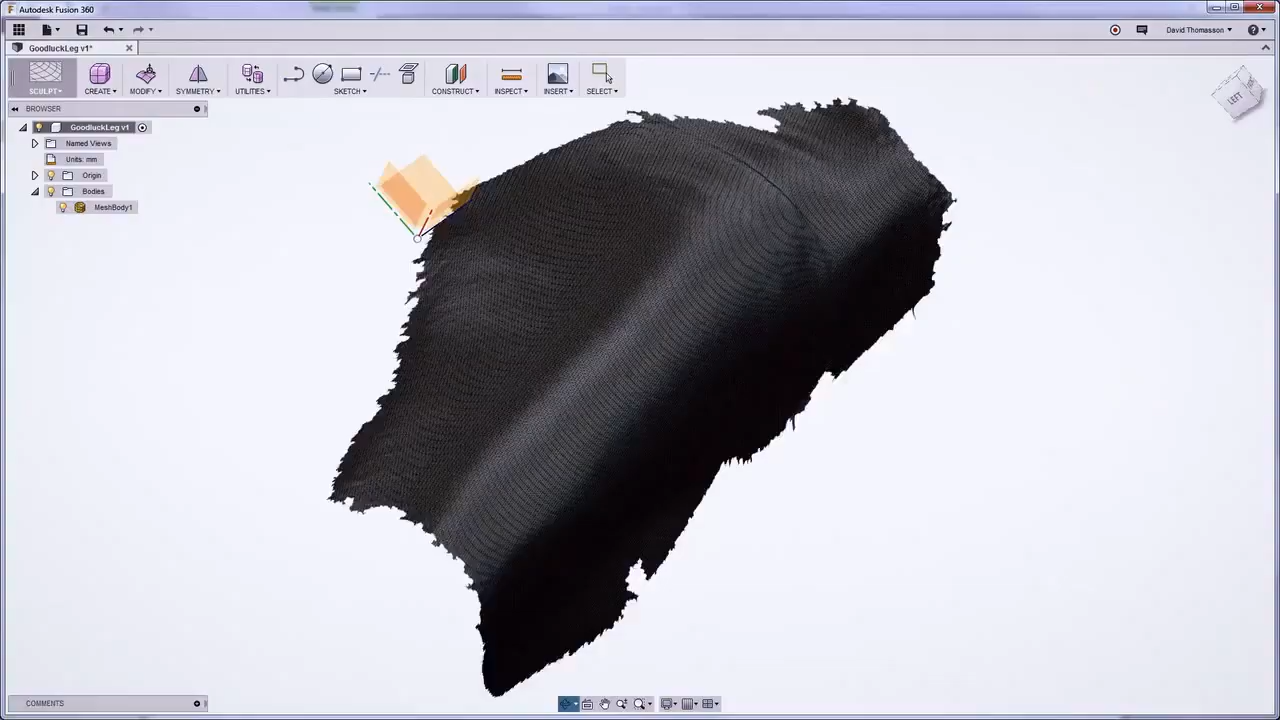 Autodesk Fusion 360
David Thomasson
GoodluckLeg v1*
SCULPT
CREATE
MODIFY
SYMMETRY
UTILITIES
SKETCH
CONSTRUCT
INSPECT
INSERT
SELECT
LEFT
BROWSER
GoodluckLeg v1
Named Views
Units: mm
Origin
Bodies
MeshBody1
COMMENTS